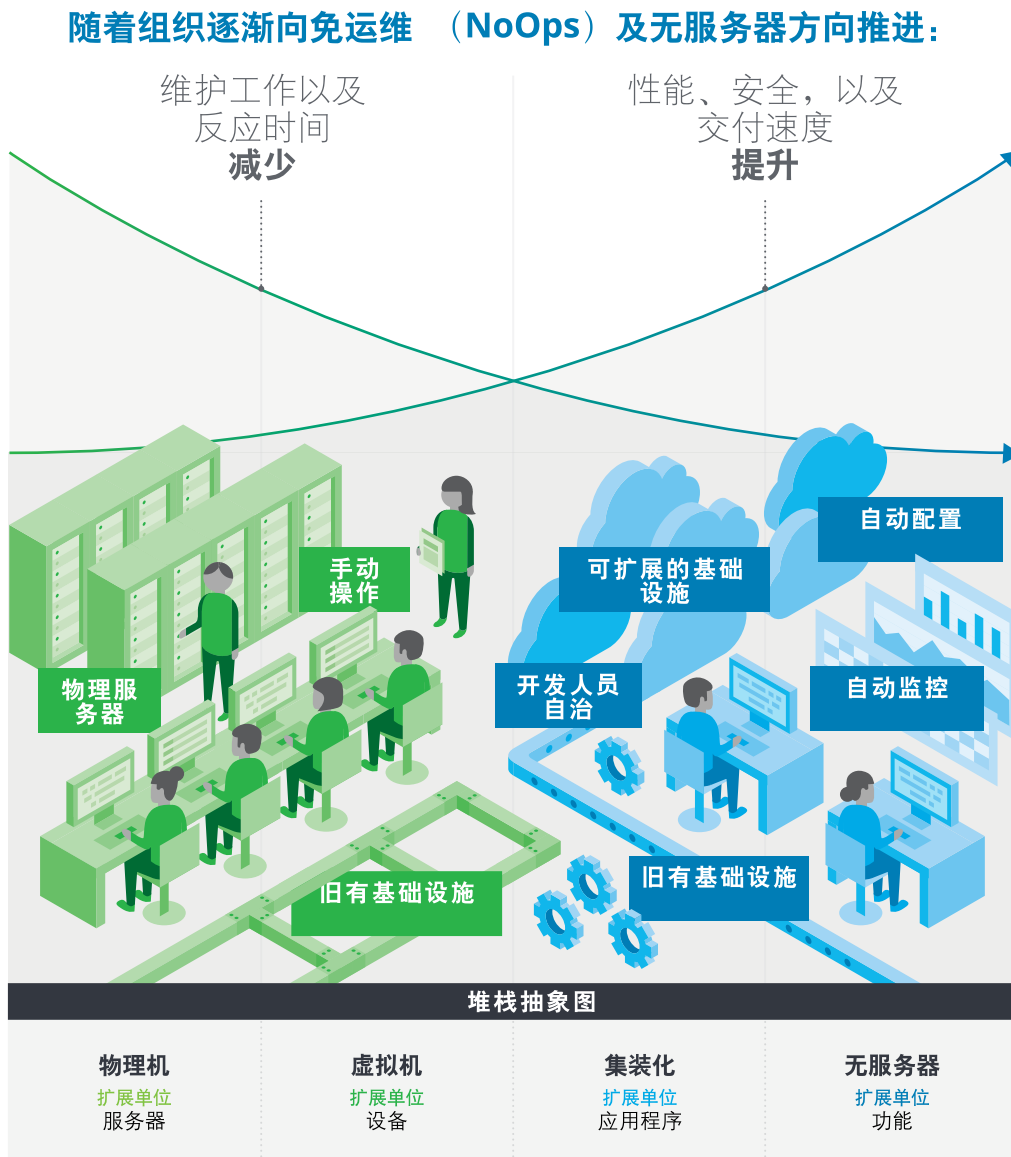 随着组织逐渐向免运维 （NoOps）及无服务器方向推进：
维护工作以及
反应时间
减少
性能、安全，以及
交付速度
提升
自动配置
手动
操作
可扩展的基础
设施
物理服
务器
开发人员
自治
自动监控
旧有基础设施
旧有基础设施
堆栈抽象图
物理机
扩展单位
服务器
虚拟机
扩展单位
设备
集装化
扩展单位
应用程序
无服务器
扩展单位
功能